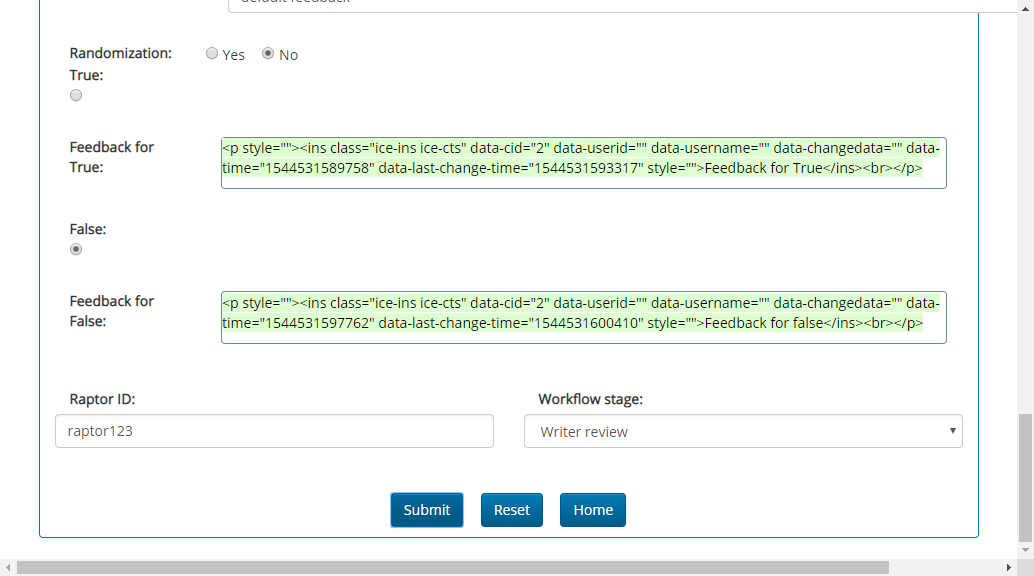 default feedback
Randomization: Yes No
True:
Feedback for
True:
<p style=""><ins class="ice-ins ice-cts" data-cid="2" data-userid="" data-username="" data-changedata="" data-
time="1544531589758" data-last-change-time="1544531593317" style="">Feedback for True</ins><br></p>
False:
Feedback for
False:
<p style=""><ins class="ice-ins ice-cts" data-cid="2" data-userid="" data-username="" data-changedata="" data-
time="1544531597762" data-last-change-time="1544531600410" style="">Feedback for false</ins><br></p>
Raptor ID: Workflow stage:
raptor123 Writer review
Submit Reset Home